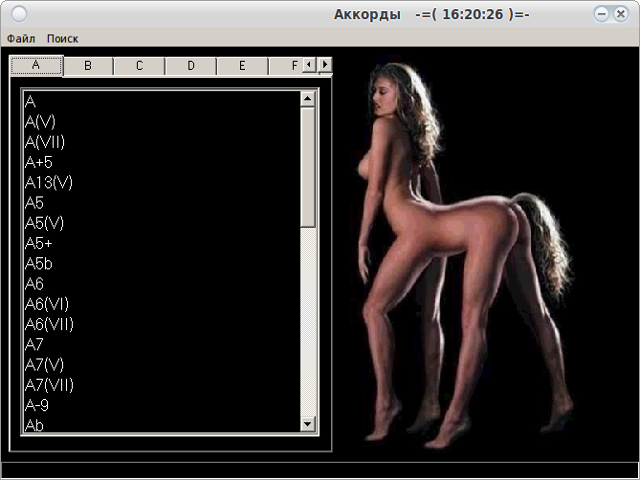 Аккорды -=( 16:20:26 )=-
Файл Поиск
A B C D E F
A
A(V)
A(VII)
A+5
A13(V)
A5
A5(V)
A5+
A5b
A6
A6(VI)
A6(VII)
A7
A7(V)
A7(VII)
A-9
Ab